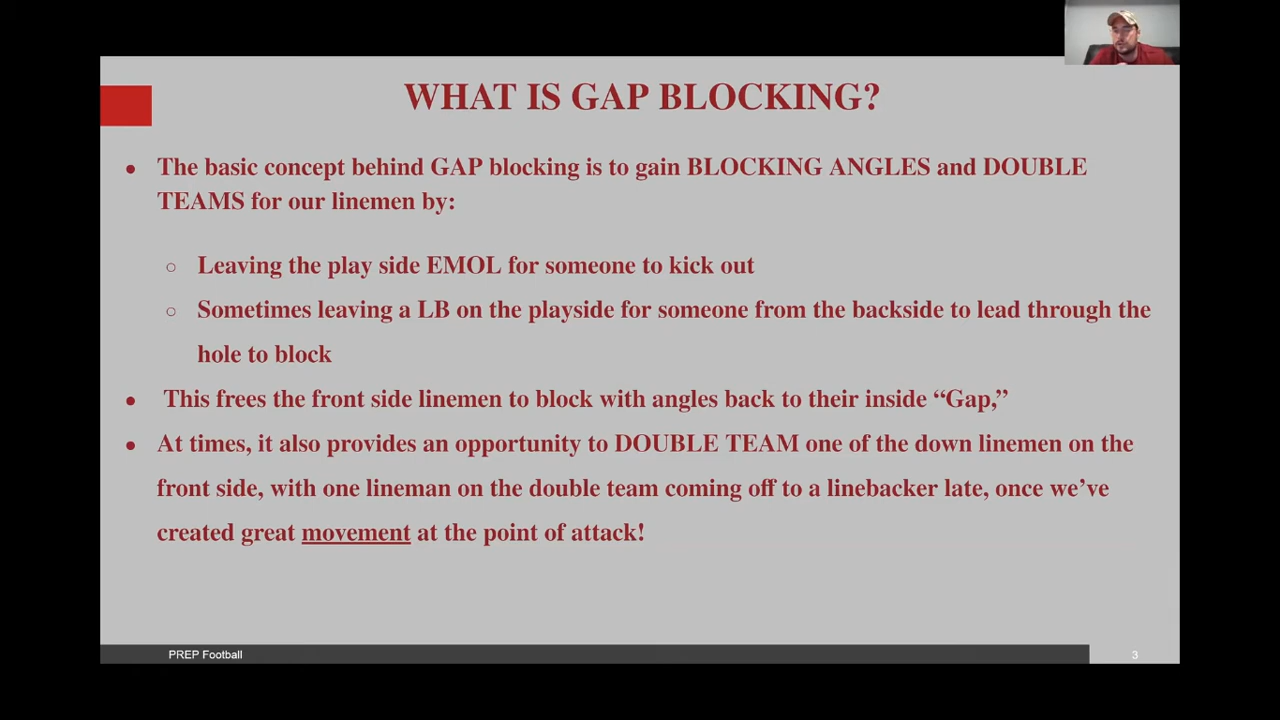 WHAT IS GAP BLOCKING?
• The basic concept behind GAP blocking is to gain BLOCKING ANGLES and DOUBLE
TEAMS for our linemen by:
○ Leaving the play side EMOL for someone to kick out
○ Sometimes leaving a LB on the playside for someone from the backside to lead through the
hole to block
• This frees the front side linemen to block with angles back to their inside “Gap,”
• At times, it also provides an opportunity to DOUBLE TEAM one of the down linemen on the
front side, with one lineman on the double team coming off to a linebacker late, once we’ve
created great movement at the point of attack!
PREP Football
3